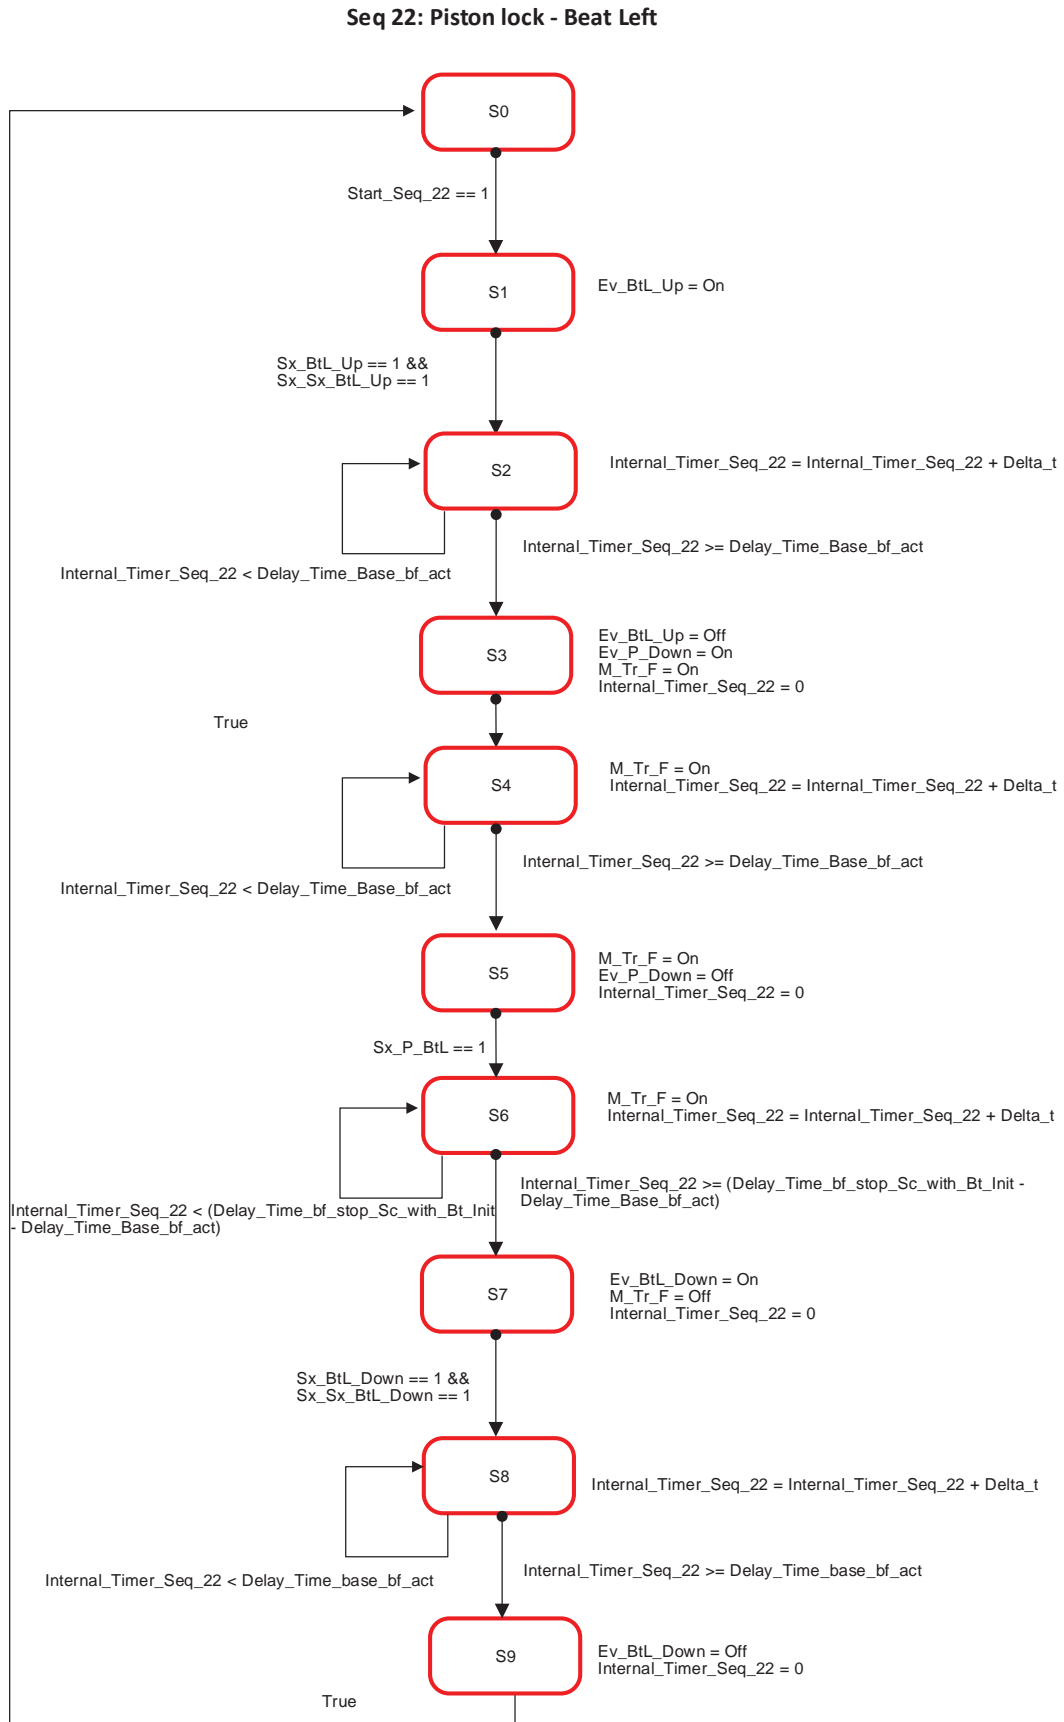 Seq 22: Piston lock - Beat Left
S0
Start_Seq_22 == 1
S1
Ev_BtL_Up = On
Sx_BtL_Up == 1 &&
Sx_Sx_BtL_Up == 1
S2
Internal_Timer_Seq_22 = Internal_Timer_Seq_22 + Delta_t
Internal_Timer_Seq_22 >= Delay_Time_Base_bf_act
Internal_Timer_Seq_22 < Delay_Time_Base_bf_act
S3
Ev_BtL_Up = Off
Ev_P_Down = On
M_Tr_F = On
Internal_Timer_Seq_22 = 0
True
S4
M_Tr_F = On
Internal_Timer_Seq_22 = Internal_Timer_Seq_22 + Delta_t
Internal_Timer_Seq_22 >= Delay_Time_Base_bf_act
Internal_Timer_Seq_22 < Delay_Time_Base_bf_act
S5
M_Tr_F = On
Ev_P_Down = Off
Internal_Timer_Seq_22 = 0
Sx_P_BtL == 1
S6
M_Tr_F = On
Internal_Timer_Seq_22 = Internal_Timer_Seq_22 + Delta_t
Internal_Timer_Seq_22 >= (Delay_Time_bf_stop_Sc_with_Bt_Init -
Delay_Time_Base_bf_act)
Internal_Timer_Seq_22 < (Delay_Time_bf_stop_Sc_with_Bt_Init
- Delay_Time_Base_bf_act)
S7
Ev_BtL_Down = On
M_Tr_F = Off
Internal_Timer_Seq_22 = 0
Sx_BtL_Down == 1 &&
Sx_Sx_BtL_Down == 1
S8
Internal_Timer_Seq_22 = Internal_Timer_Seq_22 + Delta_t
Internal_Timer_Seq_22 >= Delay_Time_base_bf_act
Internal_Timer_Seq_22 < Delay_Time_base_bf_act
S9
Ev_BtL_Down = Off
Internal_Timer_Seq_22 = 0
True